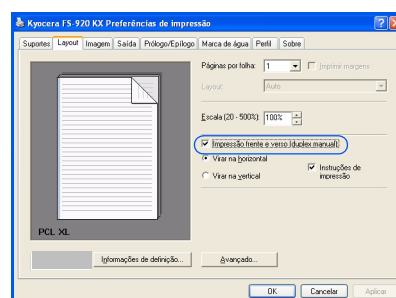 Kyocera FS-920 KX Preferências de impressão
Suportes Layout Imagem Saída Prólogo/Epílogo Marca de água Perfil Sobre
Páginas por folha: 1 Imprimir margens
Layout: Auto
Escala (20 - 500%) 100%
Impressão frente e verso (duplex manual)
Virar na horizontal
Virar na vertical
Instruções de impressão
PCL XL
Informações de definição... Avançado...
OK Cancelar Aplicar